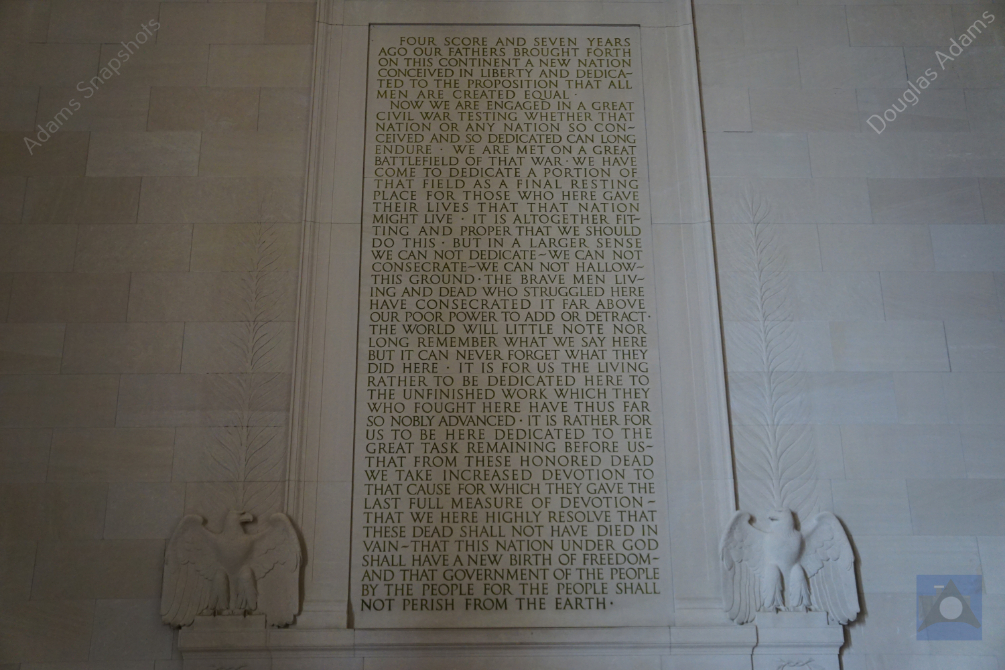 FOUR SCORE AND SEVEN YEARS
AGO OUR FATHERS BROUGHT FORTH
ON THIS CONTINENT A NEW NATION
CONCEIVED IN LIBERTY AND DEDICA~
TED TO THE PROPOSITION THAT ALL
MEN ARE CREATED EQUAL ·
NOW WE ARE ENGAGED IN A GREAT
CIVIL WAR TESTING WHETHER THAT
NATION OR ANY NATION SO CON~
CEIVED AND SO DEDICATED CAN LONG
ENDURE · WE ARE MET ON A GREAT
BATTLEFIELD OF THAT WAR · WE HAVE
COME TO DEDICATE A PORTION OF
THAT FIELD AS A FINAL RESTING
PLACE FOR THOSE WHO HERE GAVE
THEIR LIVES THAT THAT NATION
MIGHT LIVE · IT IS ALTOGETHER FIT~
TING AND PROPER THAT WE SHOULD
DO THIS · BUT IN A LARGER SENSE
WE CAN NOT DEDICATE~WE CAN NOT
CONSECRATE~WE CAN NOT HALLOW~
THIS GROUND · THE BRAVE MEN LIV~
ING AND DEAD WHO STRUGGLED HERE
HAVE CONSECRATED IT FAR ABOVE
OUR POOR POWER TO ADD OR DETRACT ·
THE WORLD WILL LITTLE NOTE NOR
LONG REMEMBER WHAT WE SAY HERE
BUT IT CAN NEVER FORGET WHAT THEY
DID HERE · IT IS FOR US THE LIVING
RATHER TO BE DEDICATED HERE TO
THE UNFINISHED WORK WHICH THEY
WHO FOUGHT HERE HAVE THUS FAR
SO NOBLY ADVANCED · IT IS RATHER FOR
US TO BE HERE DEDICATED TO THE
GREAT TASK REMAINING BEFORE US~
THAT FROM THESE HONORED DEAD
WE TAKE INCREASED DEVOTION TO
THAT CAUSE FOR WHICH THEY GAVE THE
LAST FULL MEASURE OF DEVOTION~
THAT WE HERE HIGHLY RESOLVE THAT
THESE DEAD SHALL NOT HAVE DIED IN
VAIN~THAT THIS NATION UNDER GOD
SHALL HAVE A NEW BIRTH OF FREEDOM~
AND THAT GOVERNMENT OF THE PEOPLE
BY THE PEOPLE FOR THE PEOPLE SHALL
NOT PERISH FROM THE EARTH ·
Adams Snapshots
Douglas Adams